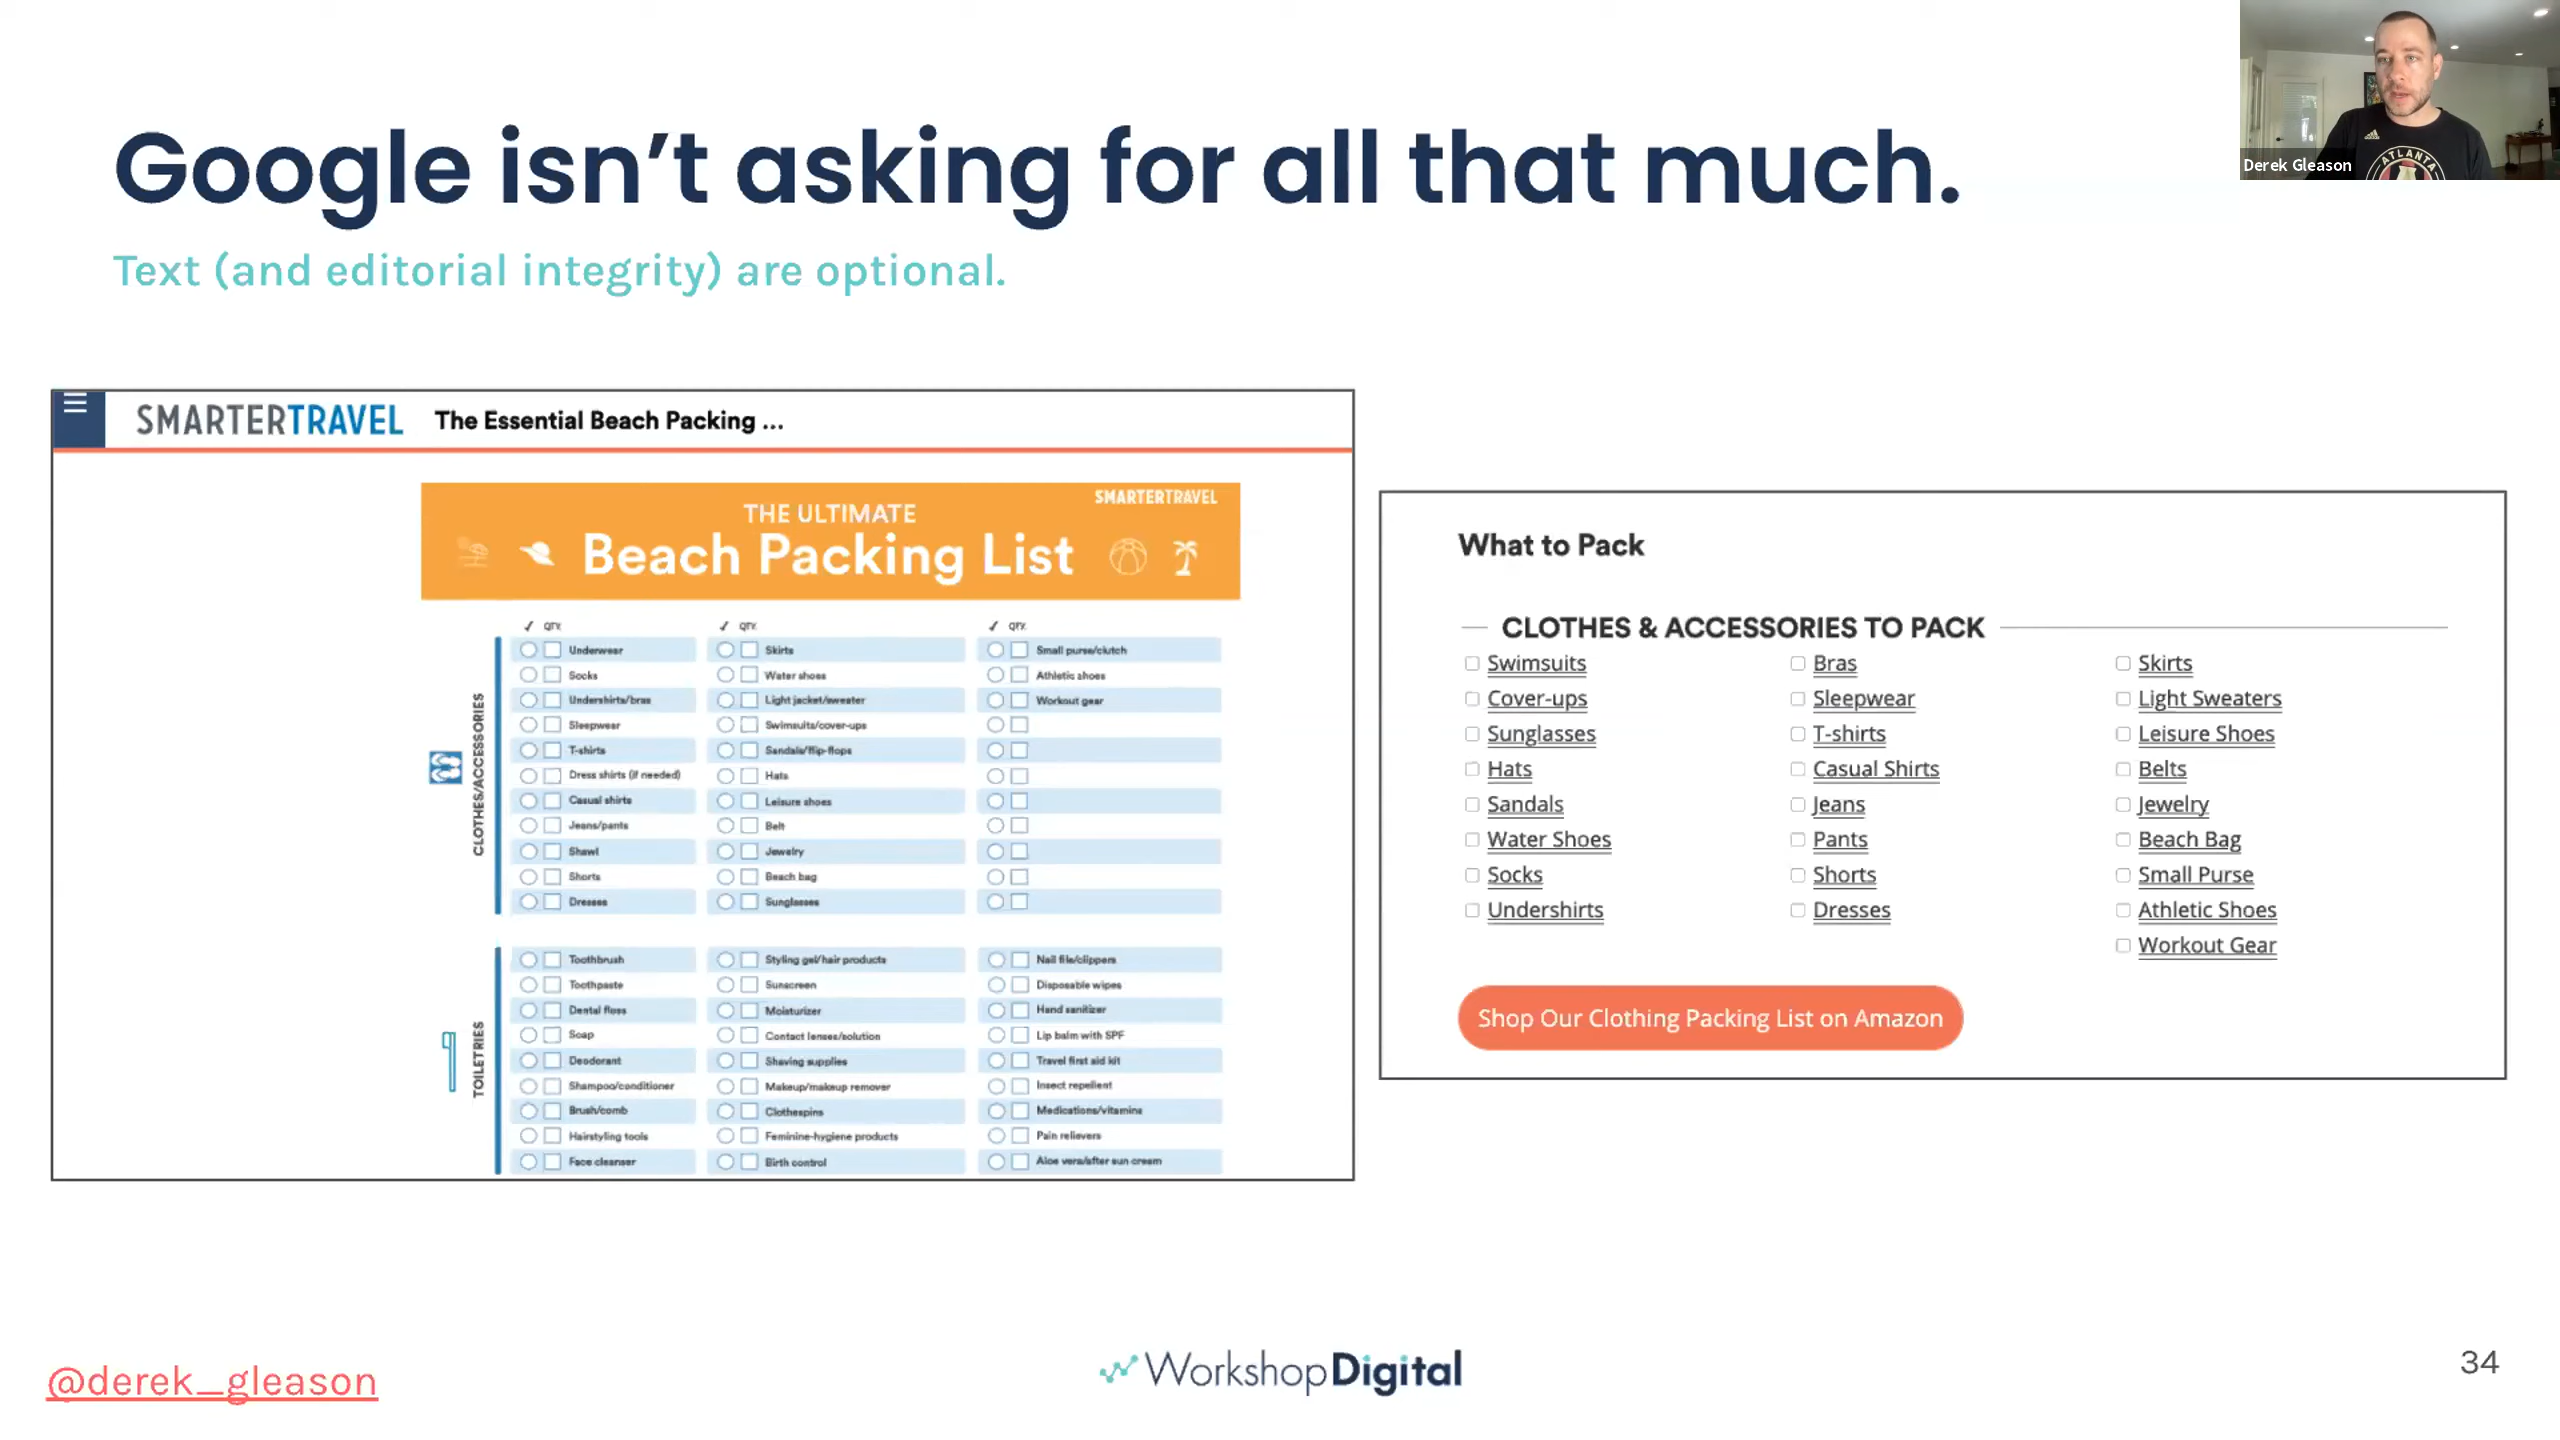 Google isn't asking for all that much.
Text (and editorial integrity) are optional.
Derek Gleason
ATLANTA
SMARTERTRAVEL The Essential Beach Packing ...
SMARTERTRAVEL
THE ULTIMATE
Beach Packing List
✓ QTY. ✓ QTY. ✓ QTY.
CLOTHES/ACCESSORIES
Underwear Skirts Small purse/clutch
Socks Water shoes Athletic shoes
Undershirts/bras Light jacket/sweater Workout gear
Sleepwear Swimsuits/cover-ups
T-shirts Sandals/flip-flops
Dress shirts (if needed) Hats
Casual shirts Leisure shoes
Jeans/pants Belt
Shawl Jewelry
Shorts Beach bag
Dresses Sunglasses
TOILETRIES
Toothbrush Styling gel/hair products Nail file/clippers
Toothpaste Sunscreen Disposable wipes
Dental floss Moisturizer Hand sanitizer
Soap Contact lenses/solution Lip balm with SPF
Deodorant Shaving supplies Travel first aid kit
Shampoo/conditioner Makeup/makeup remover Insect repellent
Brush/comb Clothespins Medications/vitamins
Hairstyling tools Feminine-hygiene products Pain relievers
Face cleanser Birth control Aloe vera/after sun cream
What to Pack
CLOTHES & ACCESSORIES TO PACK
Swimsuits Bras Skirts
Cover-ups Sleepwear Light Sweaters
Sunglasses T-shirts Leisure Shoes
Hats Casual Shirts Belts
Sandals Jeans Jewelry
Water Shoes Pants Beach Bag
Socks Shorts Small Purse
Undershirts Dresses Athletic Shoes
Workout Gear
Shop Our Clothing Packing List on Amazon
@derek_gleason
WorkshopDigital
34